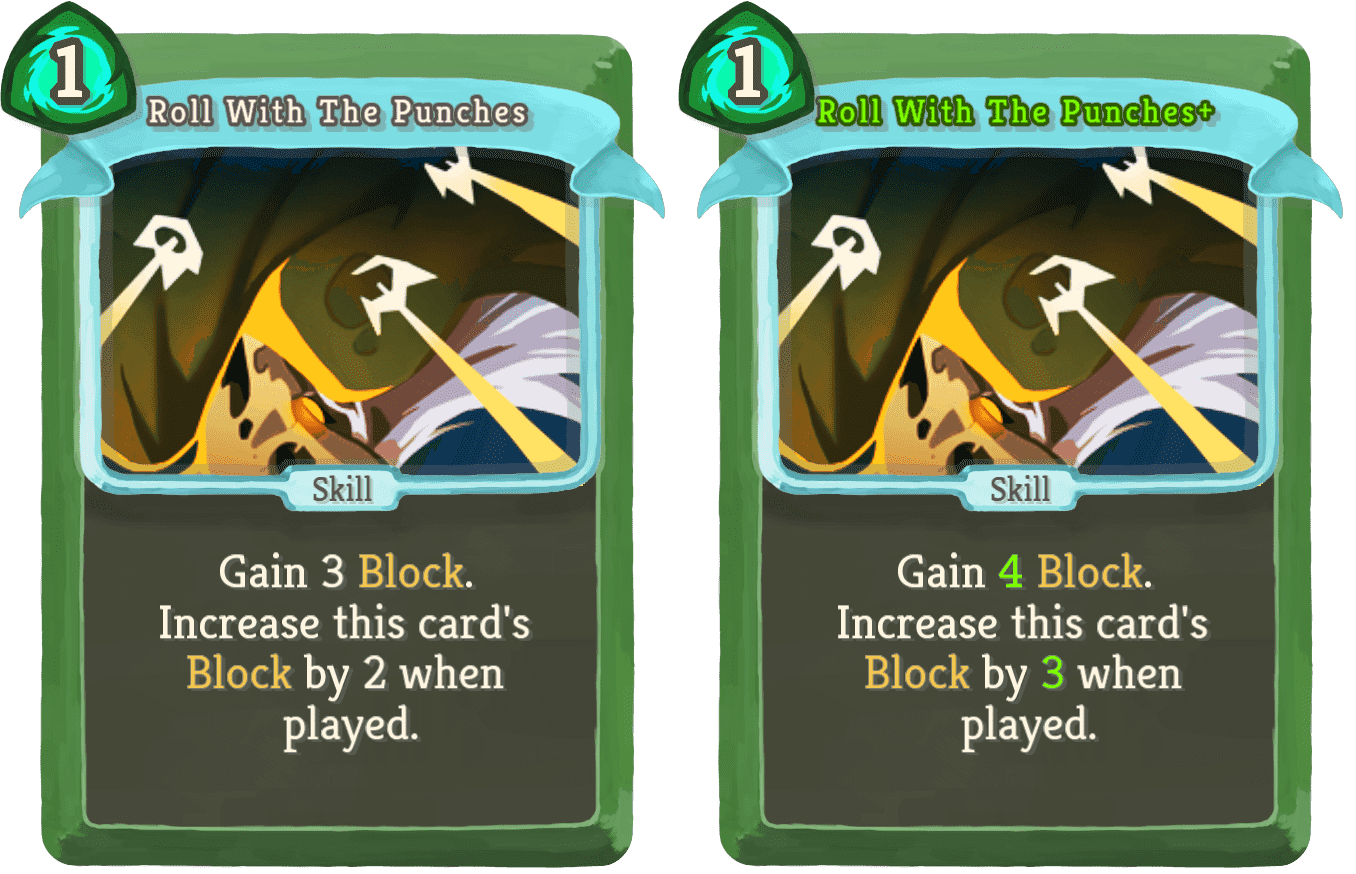 1
Roll With The Punches
Skill
Gain 3 Block.
Increase this card's
Block by 2 when
played.
1
Roll With The Punches+
Skill
Gain 4 Block.
Increase this card's
Block by 3 when
played.